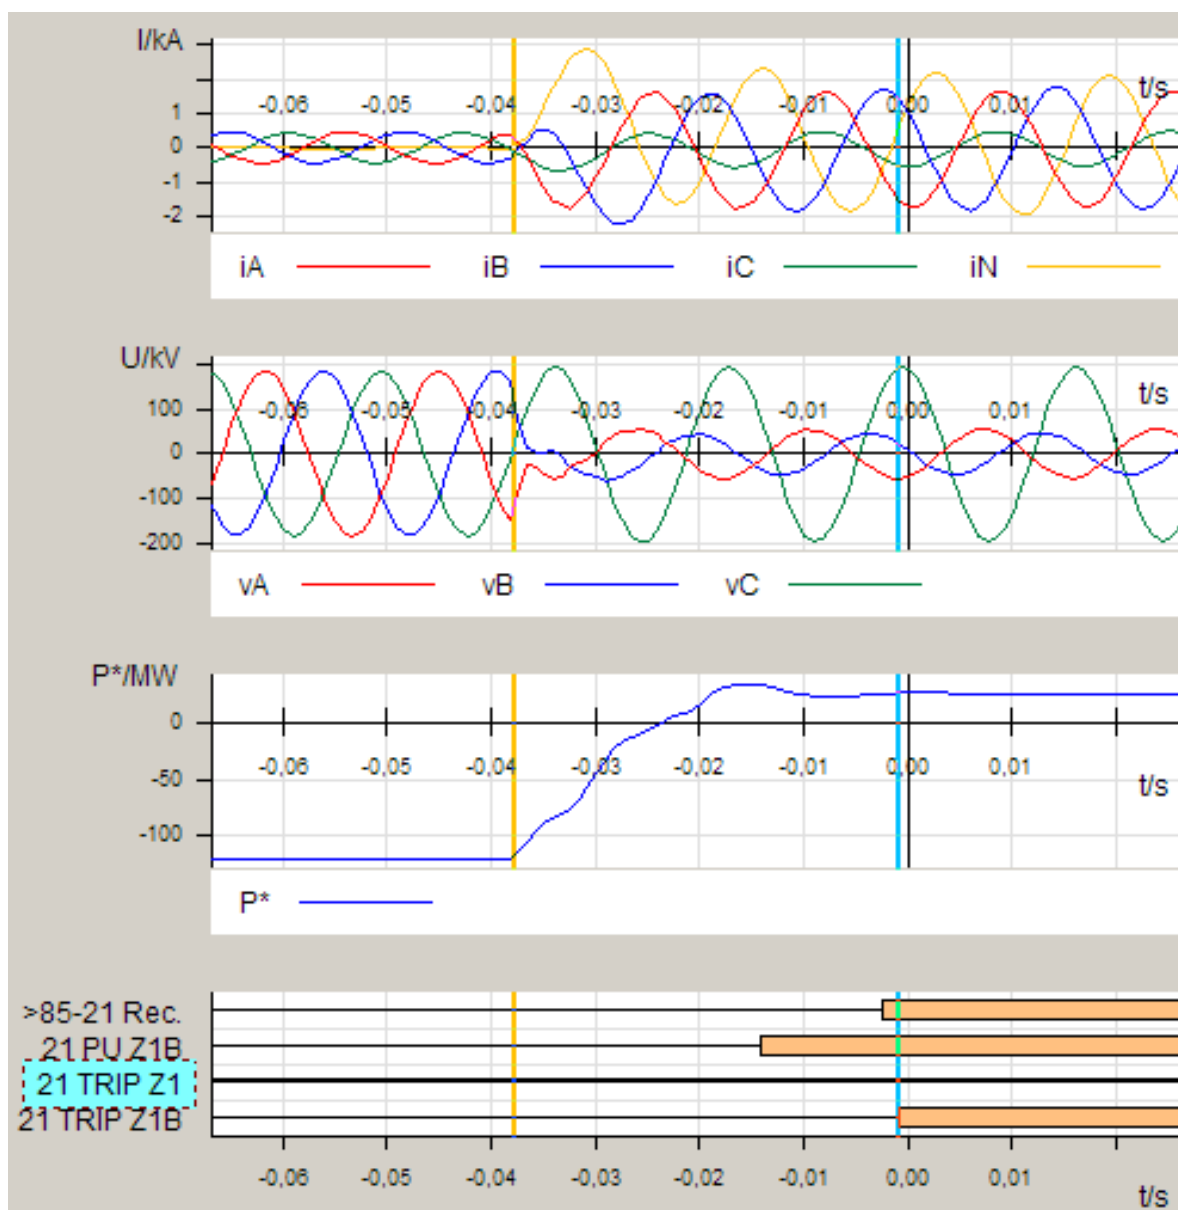 I/kA
t/s
-0,06 -0,05 -0,04 -0,03 -0,02 -0,01 0,00 0,01
1
0
-1
-2
iA iB iC iN
U/kV
t/s
100 -0,06 -0,05 -0,04 -0,03 -0,02 -0,01 0,00 0,01
0
-100
-200
vA vB vC
P*/MW
0
-0,06 -0,05 -0,04 -0,03 -0,02 -0,01 0,00 0,01
-50 t/s
-100
P*
>85-21 Rec.
21 PU Z1B
21 TRIP Z1
21 TRIP Z1B
-0,06 -0,05 -0,04 -0,03 -0,02 -0,01 0,00 0,01
t/s